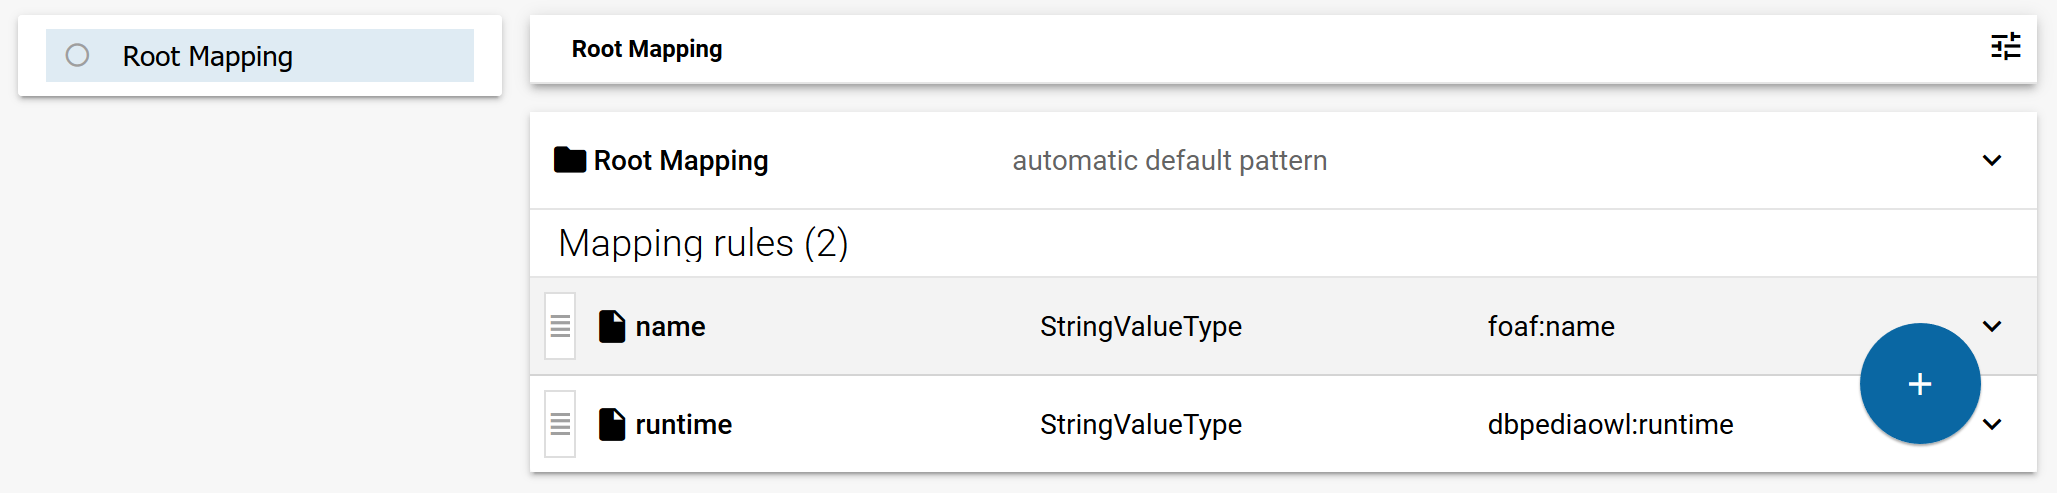 Root Mapping
Root Mapping
Root Mapping automatic default pattern
Mapping rules (2)
name StringValueType foaf:name
runtime StringValueType dbpediaowl:runtime